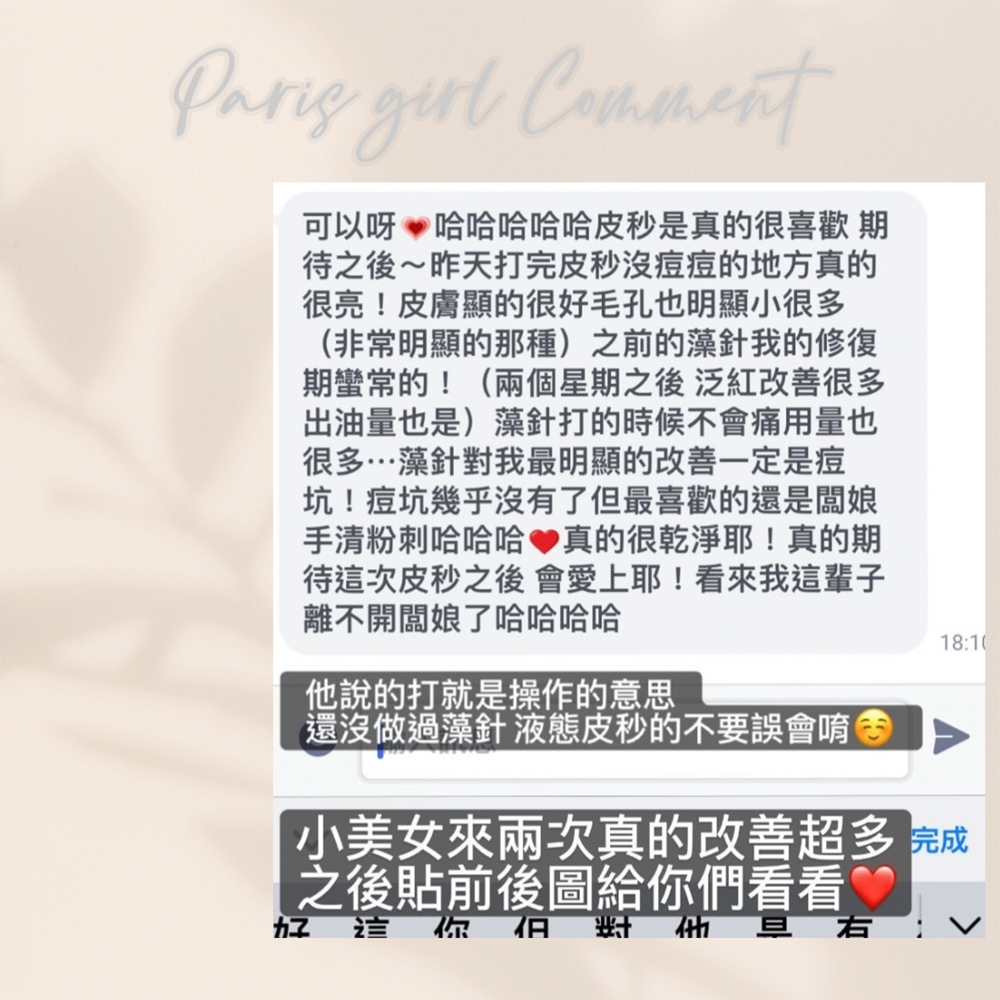 Paris girl Comment
可以呀💗哈哈哈哈哈皮秒是真的很喜歡 期
待之後～昨天打完皮秒沒痘痘的地方真的
很亮！皮膚顯的很好毛孔也明顯小很多
（非常明顯的那種）之前的藻針我的修復
期蠻常的！（兩個星期之後 泛紅改善很多
出油量也是）藻針打的時候不會痛用量也
很多⋯藻針對我最明顯的改善一定是痘
坑！痘坑幾乎沒有了但最喜歡的還是闆娘
手清粉刺哈哈哈❤️真的很乾淨耶！真的期
待這次皮秒之後 會愛上耶！看來我這輩子
離不開闆娘了哈哈哈哈
他說的打就是操作的意思
還沒做過藻針 液態皮秒的不要誤會唷☺️
小美女來兩次真的改善超多
完成
之後貼前後圖給你們看看❤️
好 這 你 但 對 他 是 有